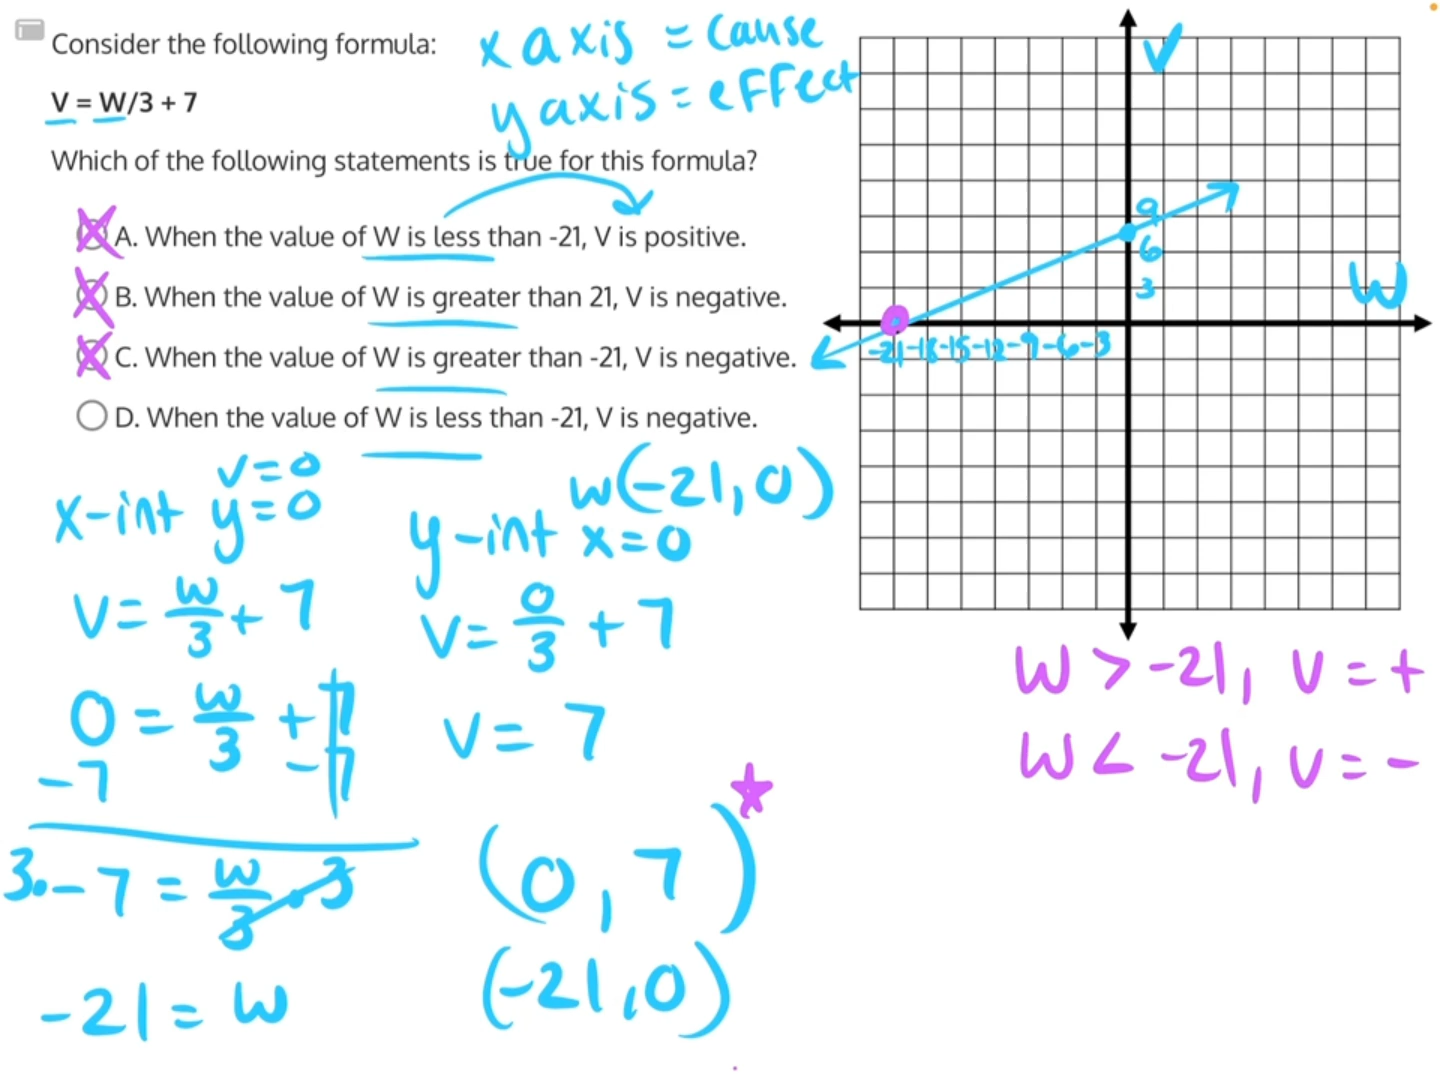 Consider the following formula:
x axis = cause
V = W/3 + 7
y axis = effect
Which of the following statements is true for this formula?
A. When the value of W is less than -21, V is positive.
B. When the value of W is greater than 21, V is negative.
C. When the value of W is greater than -21, V is negative.
D. When the value of W is less than -21, V is negative.
V
9
6
3
W
-21 -18 -15 -12 -9 -6 -3
v=0
x-int y=0
v= w/3 + 7
0 = w/3 + 7
-7 -7
3·-7 = w/3 · 3
-21 = w
w(-21,0)
y-int x=0
v= 0/3 + 7
v= 7
(0,7)
(-21,0)
w > -21, v = +
w < -21, v = -